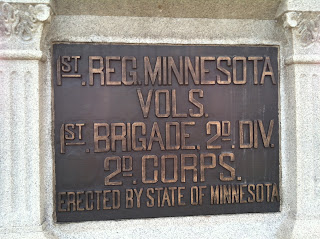 1ST. REG. MINNESOTA
VOLS.
1ST. BRIGADE, 2D. DIV.
2D. CORPS.
ERECTED BY STATE OF MINNESOTA